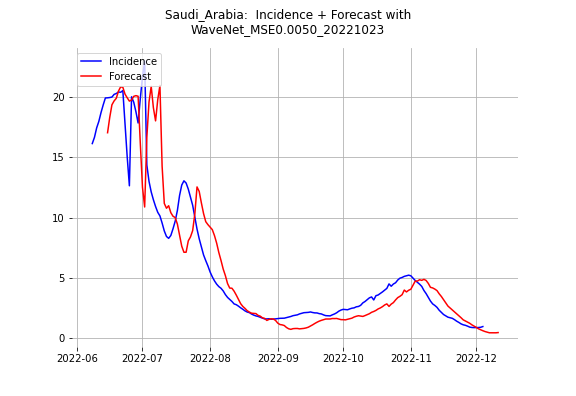 Saudi_Arabia:  Incidence + Forecast with
WaveNet_MSE0.0050_20221023
Incidence
Forecast
20
15
10
5
0
2022-06 2022-07 2022-08 2022-09 2022-10 2022-11 2022-12